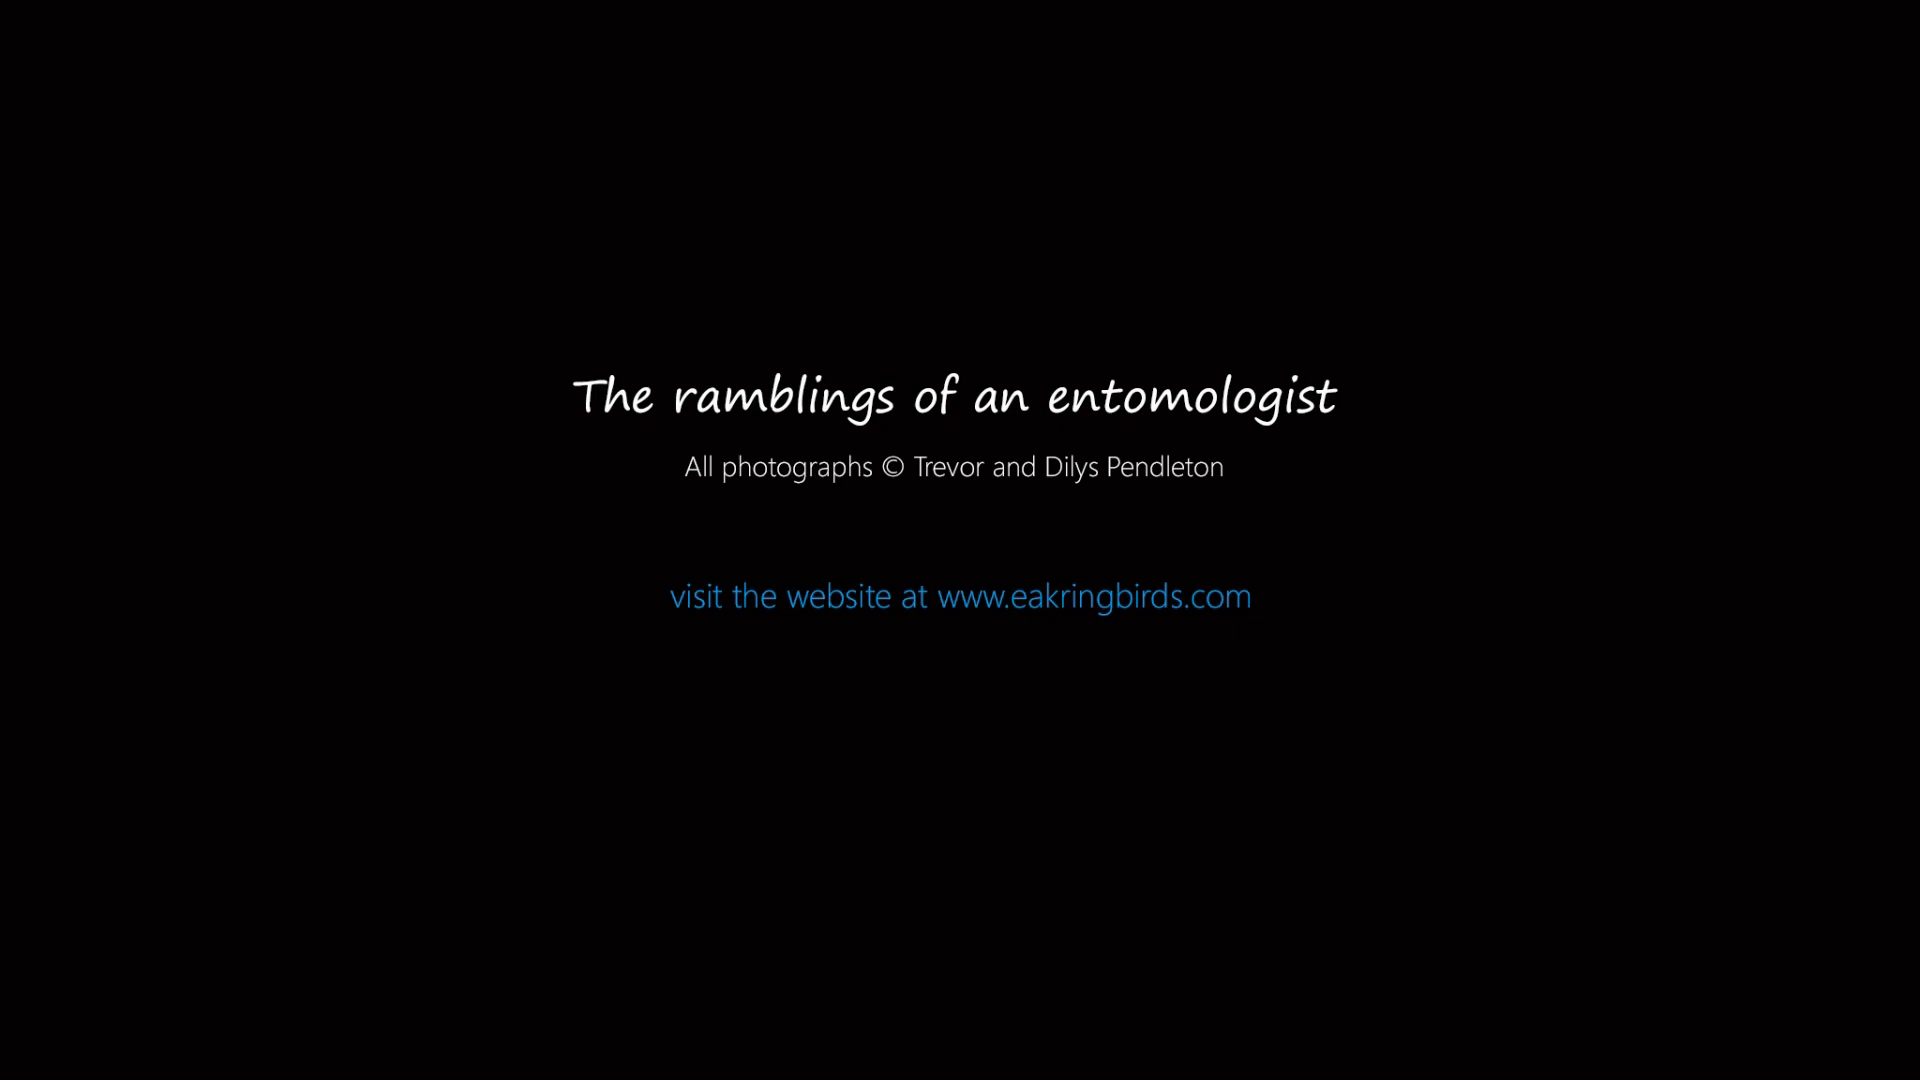 The ramblings of an entomologist
All photographs © Trevor and Dilys Pendleton
visit the website at www.eakringbirds.com